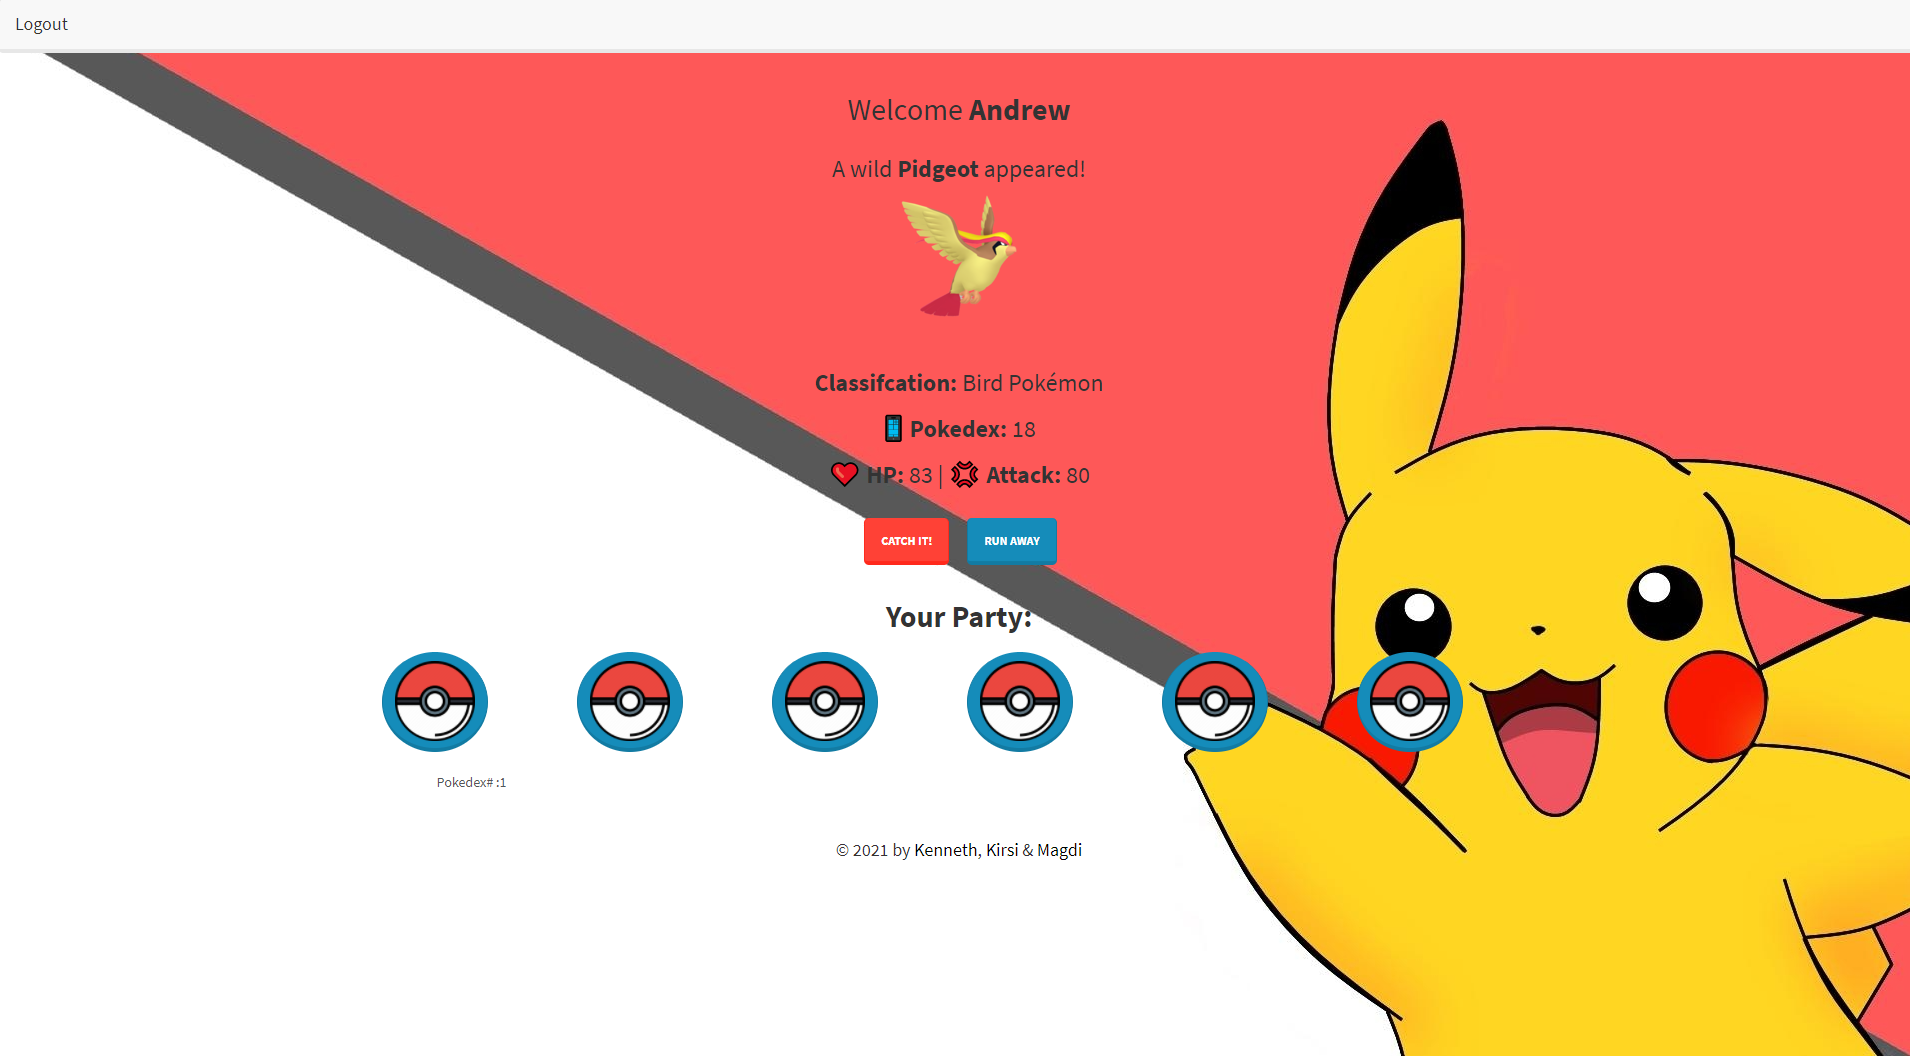 Logout
Welcome Andrew
A wild Pidgeot appeared!
Classifcation: Bird Pokémon
Pokedex: 18
HP: 83 | Attack: 80
CATCH IT! RUN AWAY
Your Party:
Pokedex# :1
© 2021 by Kenneth, Kirsi & Magdi